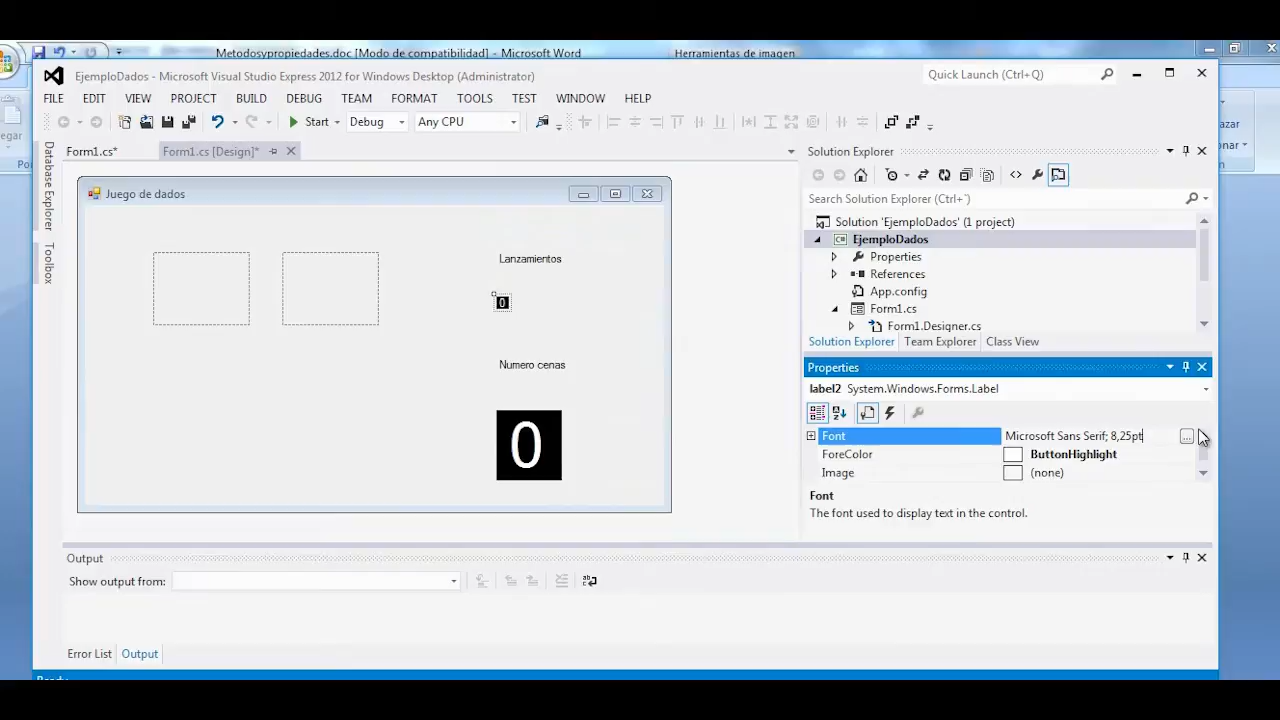 Metodosypropiedades.doc [Modo de compatibilidad] - Microsoft Word
Herramientas de imagen
EjemploDados - Microsoft Visual Studio Express 2012 for Windows Desktop (Administrator)
Quick Launch (Ctrl+Q)
FILE EDIT VIEW PROJECT BUILD DEBUG TEAM FORMAT TOOLS TEST WINDOW HELP
Start Debug Any CPU
Form1.cs* Form1.cs [Design]*
Database Explorer
Toolbox
Juego de dados
Lanzamientos
0
Numero cenas
0
Solution Explorer
Search Solution Explorer (Ctrl+¨)
Solution 'EjemploDados' (1 project)
EjemploDados
Properties
References
App.config
Form1.cs
Form1.Designer.cs
Solution Explorer Team Explorer Class View
Properties
label2 System.Windows.Forms.Label
Font Microsoft Sans Serif; 8,25pt
ForeColor ButtonHighlight
Image (none)
Font
The font used to display text in the control.
Output
Show output from:
Error List Output